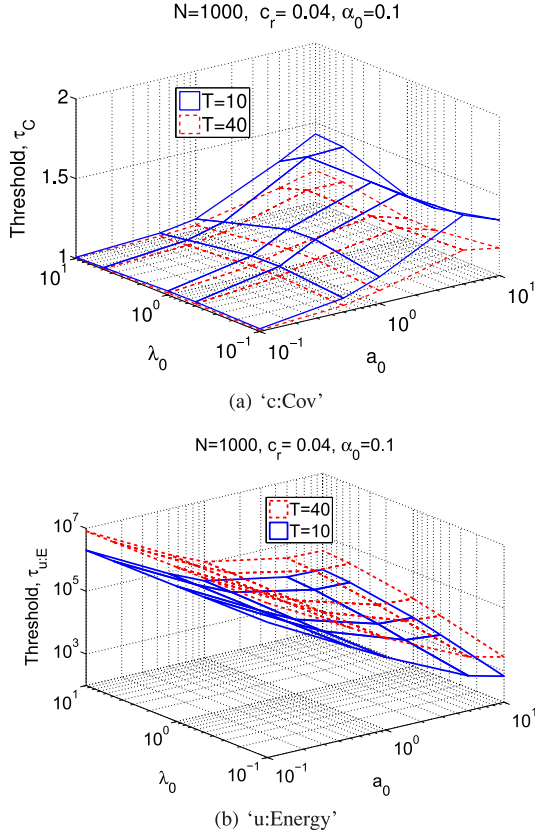 N=1000, c_r= 0.04, α_0=0.1
2
T=10
T=40
1.5
Threshold, τ_C
1
10^1
10^0
10^-1
λ_0
10^-1
10^0
10^1
a_0
(a) ‘c:Cov’
N=1000, c_r= 0.04, α_0=0.1
10^7
T=40
T=10
10^5
Threshold, τ_u:E
10^3
10^1
10^0
10^-1
λ_0
10^-1
10^0
10^1
a_0
(b) ‘u:Energy’